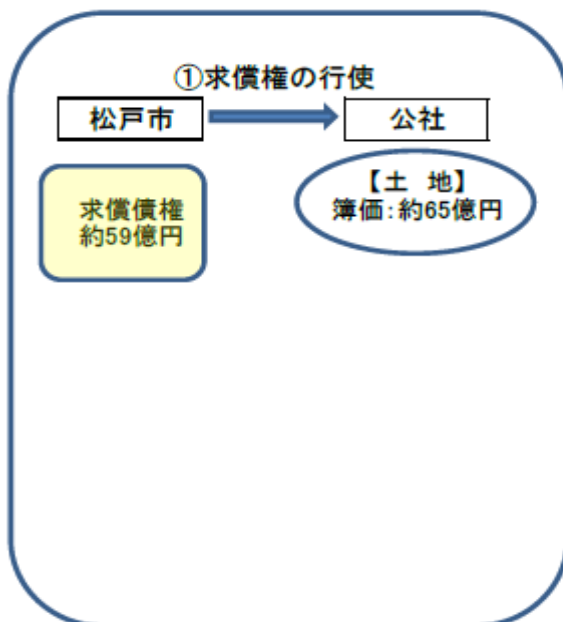 ①求償権の行使
松戸市
公社
求償債権
約59億円
【土　地】
簿価：約65億円